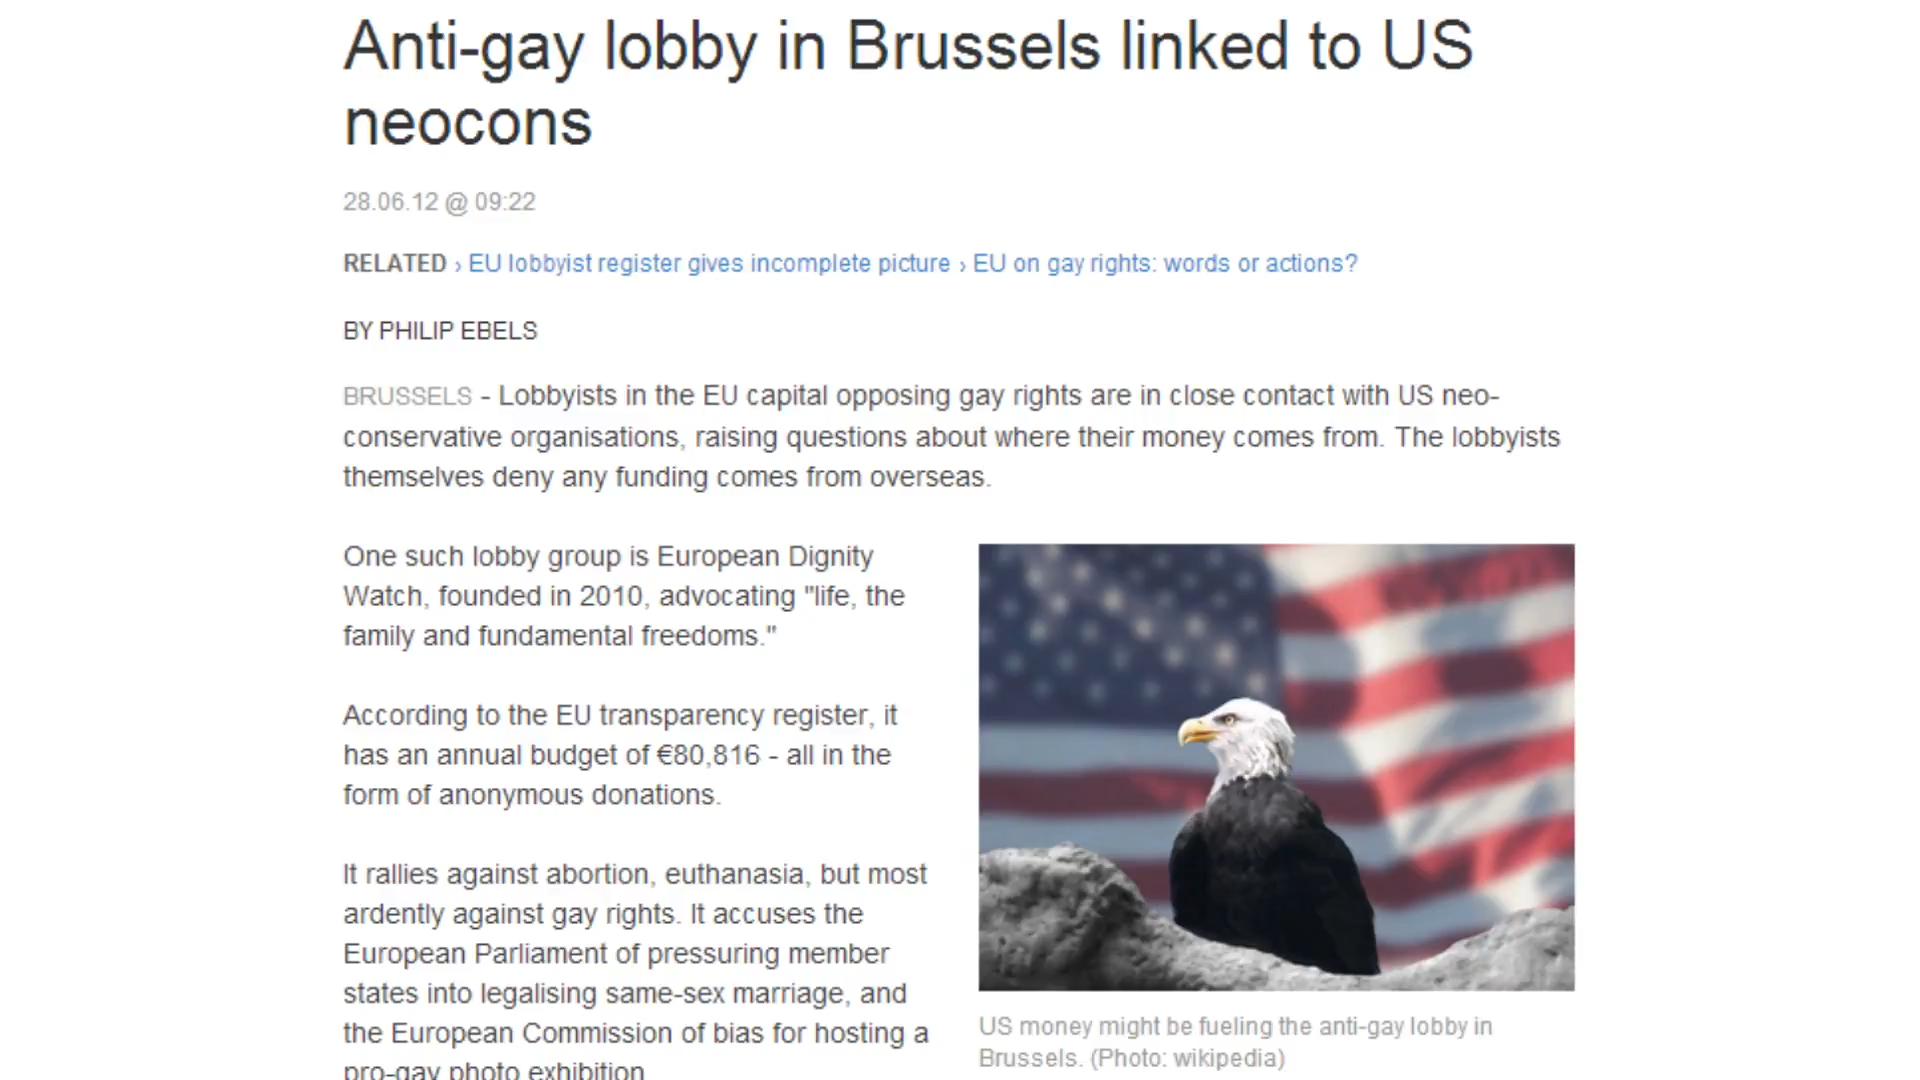 Anti-gay lobby in Brussels linked to US
neocons
28.06.12 @ 09:22
RELATED › EU lobbyist register gives incomplete picture › EU on gay rights: words or actions?
BY PHILIP EBELS
BRUSSELS - Lobbyists in the EU capital opposing gay rights are in close contact with US neo-
conservative organisations, raising questions about where their money comes from. The lobbyists
themselves deny any funding comes from overseas.
One such lobby group is European Dignity
Watch, founded in 2010, advocating "life, the
family and fundamental freedoms."
According to the EU transparency register, it
has an annual budget of €80,816 - all in the
form of anonymous donations.
It rallies against abortion, euthanasia, but most
ardently against gay rights. It accuses the
European Parliament of pressuring member
states into legalising same-sex marriage, and
the European Commission of bias for hosting a
pro-gay photo exhibition
US money might be fueling the anti-gay lobby in
Brussels. (Photo: wikipedia)